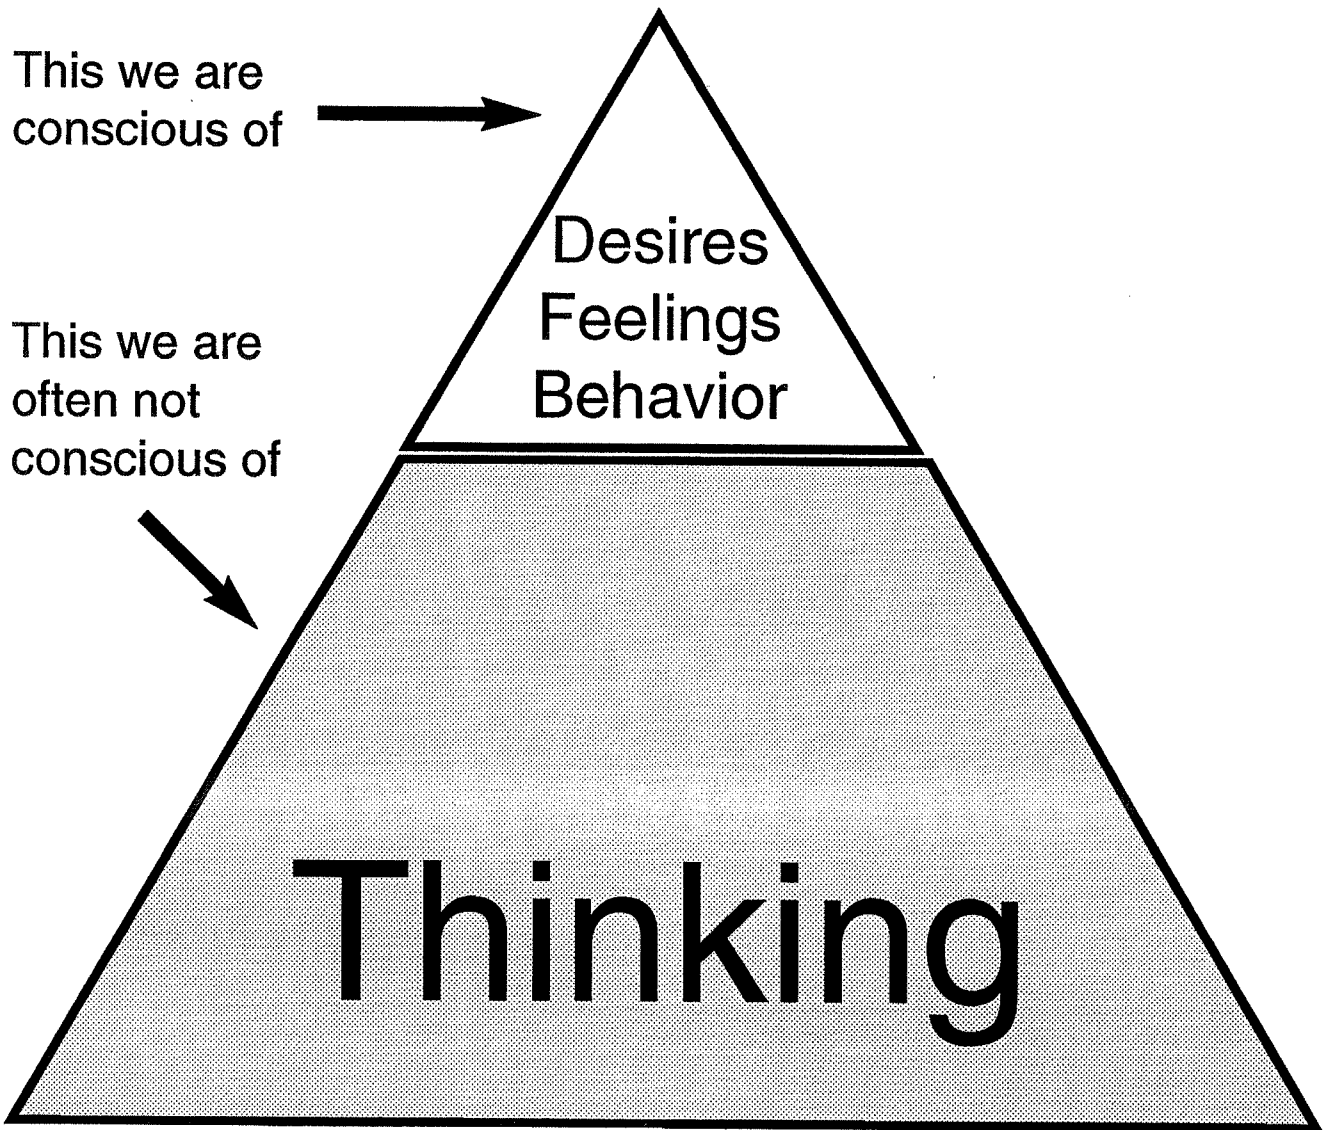 This we are
conscious of
Desires
Feelings
Behavior
This we are
often not
conscious of
Thinking